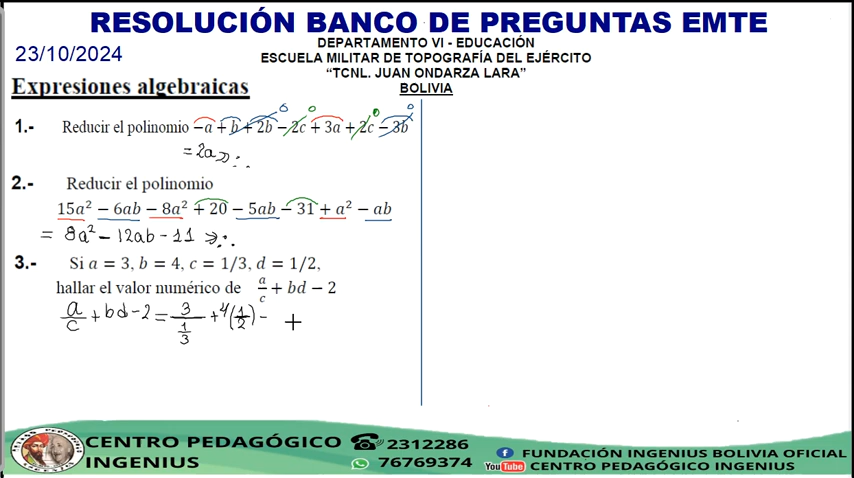 RESOLUCIÓN BANCO DE PREGUNTAS EMTE
23/10/2024
DEPARTAMENTO VI - EDUCACIÓN
ESCUELA MILITAR DE TOPOGRAFÍA DEL EJÉRCITO
“TCNL. JUAN ONDARZA LARA”
BOLIVIA
Expresiones algebraicas
1.- Reducir el polinomio −a + b + 2b − 2c + 3a + 2c − 3b
0 0 0 0
= 2a
2.- Reducir el polinomio
15a² − 6ab − 8a² + 20 − 5ab − 31 + a² − ab
= 8a² − 12ab − 11
3.- Si a = 3, b = 4, c = 1/3, d = 1/2,
hallar el valor numérico de a/c + bd − 2
a/c + bd − 2 = 3/(1/3) + 4(1/2) −
CENTRO PEDAGÓGICO INGENIUS
2312286
76769374
FUNDACIÓN INGENIUS BOLIVIA OFICIAL
YouTube CENTRO PEDAGÓGICO INGENIUS